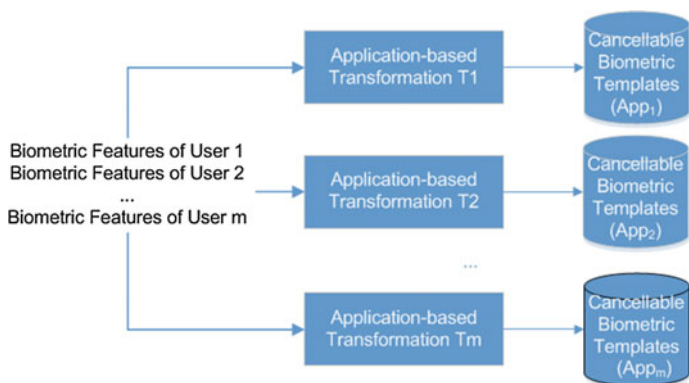 Biometric Features of User 1
Biometric Features of User 2
...
Biometric Features of User m
Application-based
Transformation T1
Cancellable
Biometric
Templates
(App₁)
Application-based
Transformation T2
Cancellable
Biometric
Templates
(App₂)
...
Application-based
Transformation Tm
Cancellable
Biometric
Templates
(Appₘ)